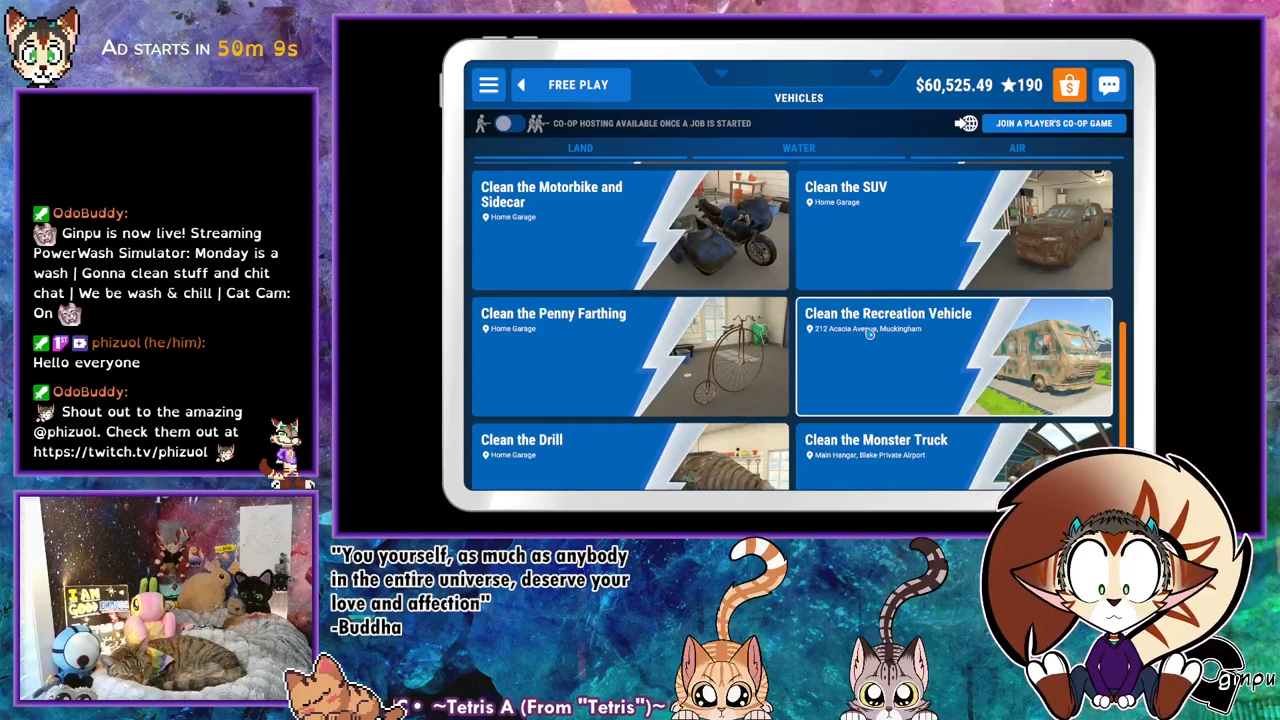 AD STARTS IN 50m 9s
OdoBuddy:
Ginpu is now live! Streaming
PowerWash Simulator: Monday is a
wash | Gonna clean stuff and chit
chat | We be wash & chill | Cat Cam:
On
phizuol (he/him):
Hello everyone
OdoBuddy:
Shout out to the amazing
@phizuol. Check them out at
https://twitch.tv/phizuol
FREE PLAY
VEHICLES
$60,525.49 ★190
CO-OP HOSTING AVAILABLE ONCE A JOB IS STARTED
JOIN A PLAYER'S CO-OP GAME
LAND
WATER
AIR
Clean the Motorbike and
Sidecar
Home Garage
Clean the SUV
Home Garage
Clean the Penny Farthing
Home Garage
Clean the Recreation Vehicle
212 Acacia Avenue, Muckingham
Clean the Drill
Home Garage
Clean the Monster Truck
Main Hangar, Blake Private Airport
I AM
GOOD
"You yourself, as much as anybody
in the entire universe, deserve your
love and affection"
-Buddha
• ~Tetris A (From "Tetris")~
Ginpu